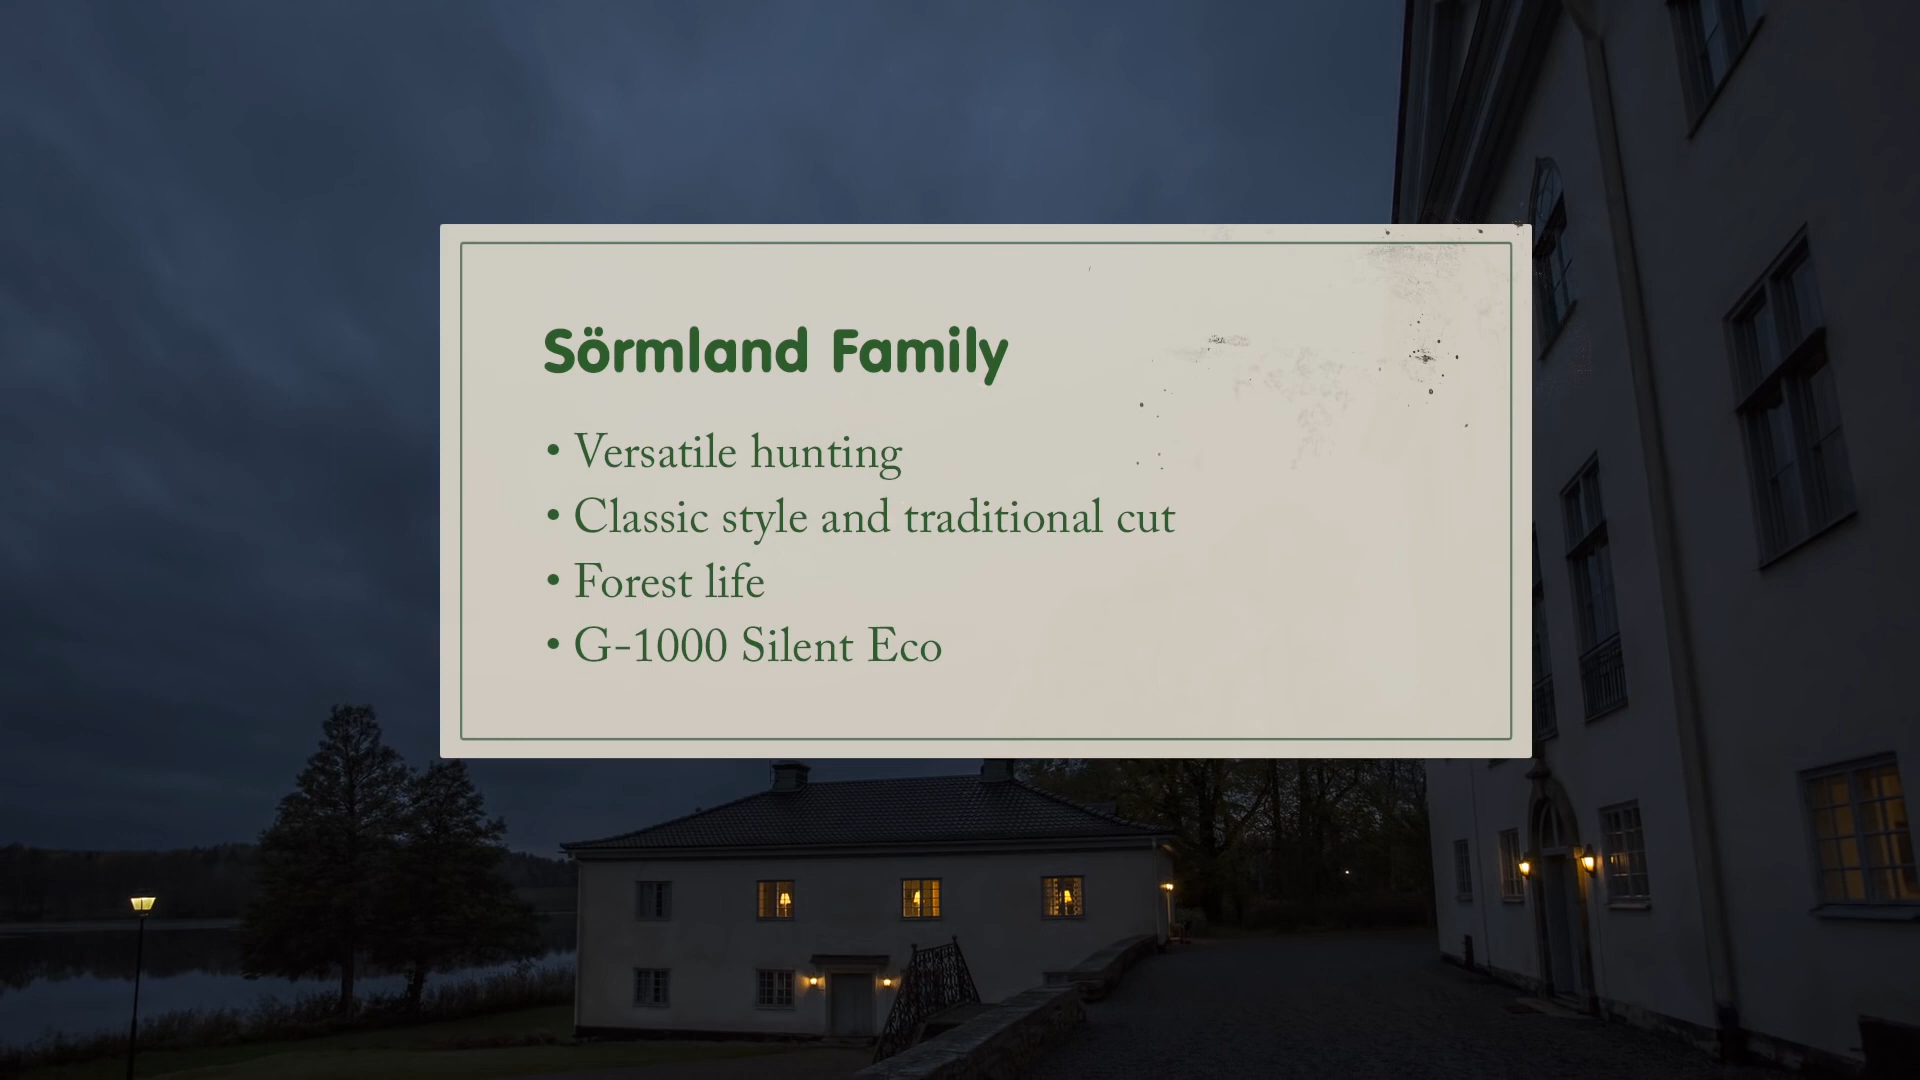 Sörmland Family
• Versatile hunting
• Classic style and traditional cut
• Forest life
• G-1000 Silent Eco